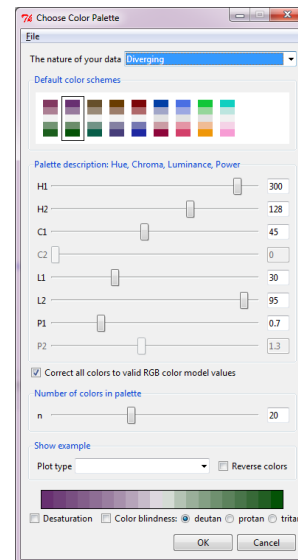 Choose Color Palette
File
The nature of your data Diverging
Default color schemes
Palette description: Hue, Chroma, Luminance, Power
H1 300
H2 128
C1 45
C2 0
L1 30
L2 95
P1 0.7
P2 1.3
Correct all colors to valid RGB color model values
Number of colors in palette
n 20
Show example
Plot type Reverse colors
Desaturation Color blindness: deutan protan tritan
OK Cancel